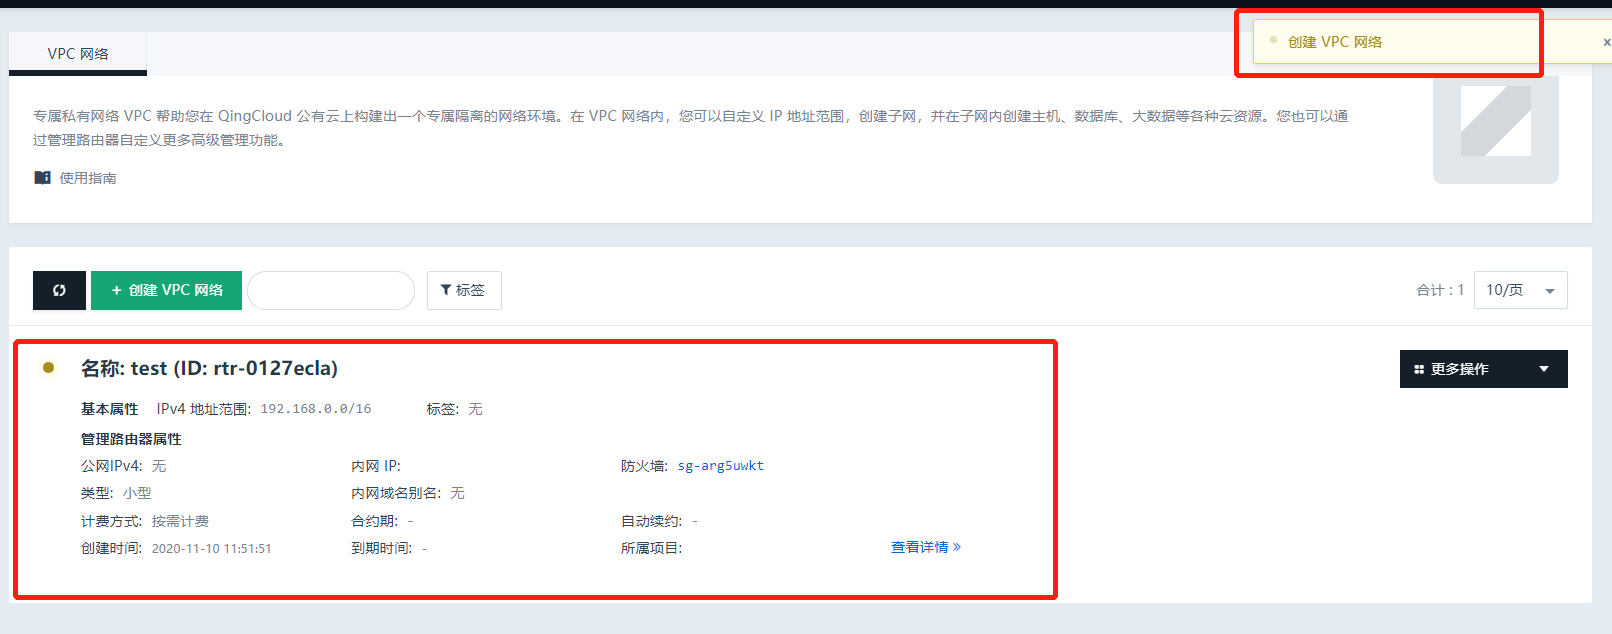 创建 VPC 网络
×
VPC 网络
专属私有网络 VPC 帮助您在 QingCloud 公有云上构建出一个专属隔离的网络环境。在 VPC 网络内，您可以自定义 IP 地址范围，创建子网，并在子网内创建主机、数据库、大数据等各种云资源。您也可以通
过管理路由器自定义更多高级管理功能。
使用指南
+ 创建 VPC 网络
标签
合计 : 1
10/页
名称: test (ID: rtr-0127ecla)
更多操作
基本属性 IPv4 地址范围: 192.168.0.0/16 标签: 无
管理路由器属性
公网IPv4: 无 内网 IP: 防火墙: sg-arg5uwkt
类型: 小型 内网域名别名: 无
计费方式: 按需计费 合约期: - 自动续约: -
创建时间: 2020-11-10 11:51:51 到期时间: - 所属项目: 查看详情 »